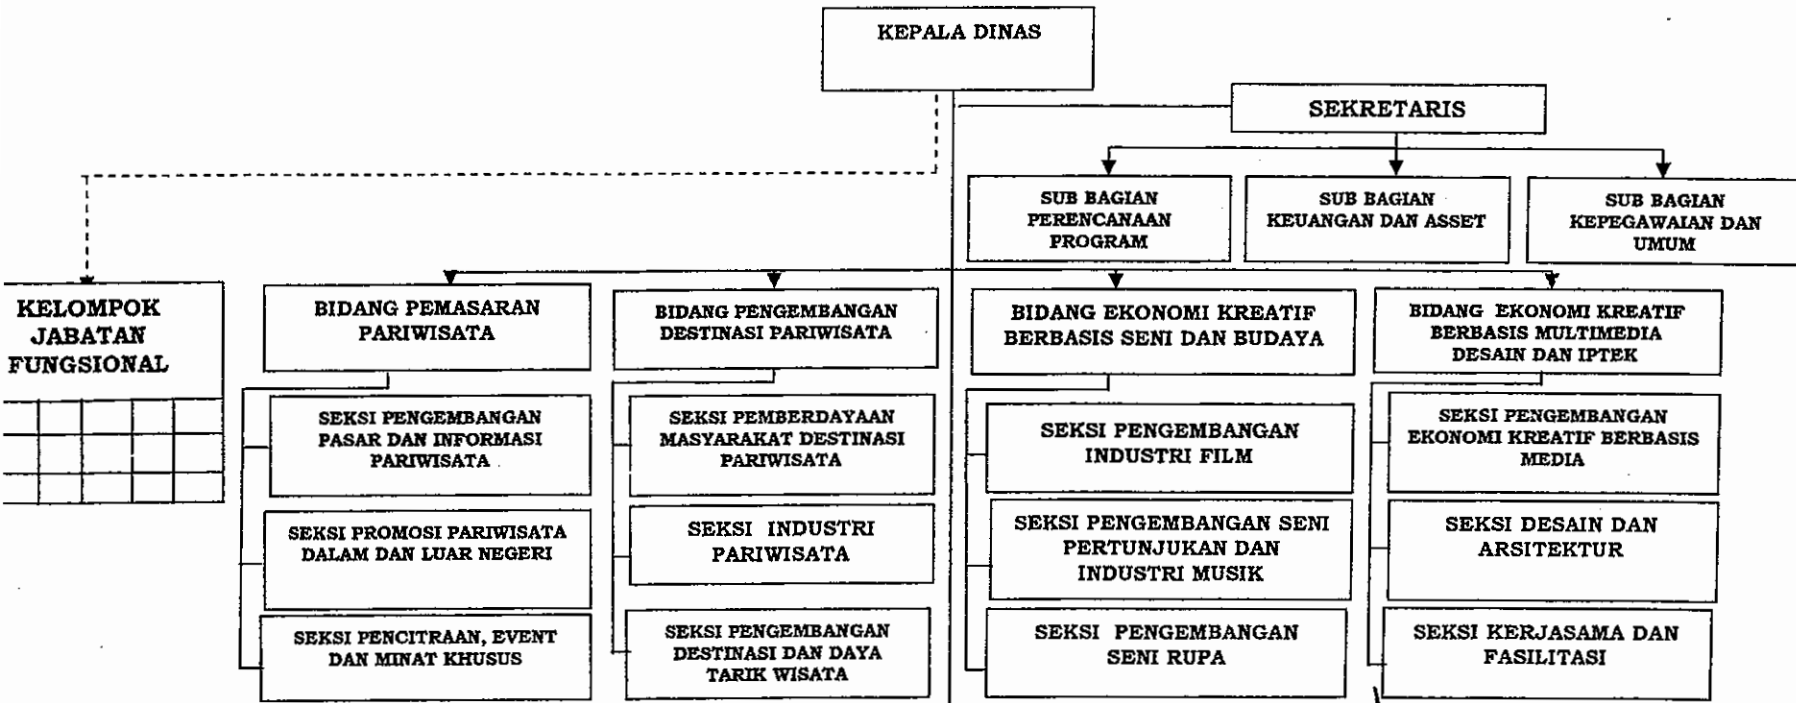 KEPALA DINAS
SEKRETARIS
SUB BAGIAN
PERENCANAAN
PROGRAM
SUB BAGIAN
KEUANGAN DAN ASSET
SUB BAGIAN
KEPEGAWAIAN DAN
UMUM
KELOMPOK
JABATAN
FUNGSIONAL
BIDANG PEMASARAN
PARIWISATA
SEKSI PENGEMBANGAN
PASAR DAN INFORMASI
PARIWISATA
SEKSI PROMOSI PARIWISATA
DALAM DAN LUAR NEGERI
SEKSI PENCITRAAN, EVENT
DAN MINAT KHUSUS
BIDANG PENGEMBANGAN
DESTINASI PARIWISATA
SEKSI PEMBERDAYAAN
MASYARAKAT DESTINASI
PARIWISATA
SEKSI INDUSTRI
PARIWISATA
SEKSI PENGEMBANGAN
DESTINASI DAN DAYA
TARIK WISATA
BIDANG EKONOMI KREATIF
BERBASIS SENI DAN BUDAYA
SEKSI PENGEMBANGAN
INDUSTRI FILM
SEKSI PENGEMBANGAN SENI
PERTUNJUKAN DAN
INDUSTRI MUSIK
SEKSI PENGEMBANGAN
SENI RUPA
BIDANG EKONOMI KREATIF
BERBASIS MULTIMEDIA
DESAIN DAN IPTEK
SEKSI PENGEMBANGAN
EKONOMI KREATIF BERBASIS
MEDIA
SEKSI DESAIN DAN
ARSITEKTUR
SEKSI KERJASAMA DAN
FASILITASI